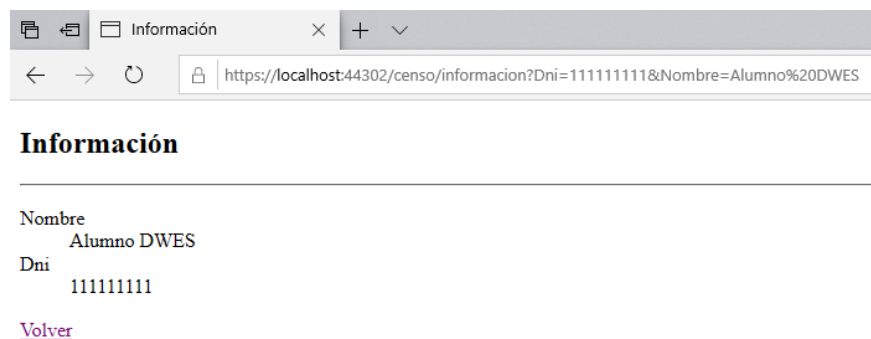 Información
https://localhost:44302/censo/informacion?Dni=111111111&Nombre=Alumno%20DWES
Información
Nombre
Alumno DWES
Dni
111111111
Volver